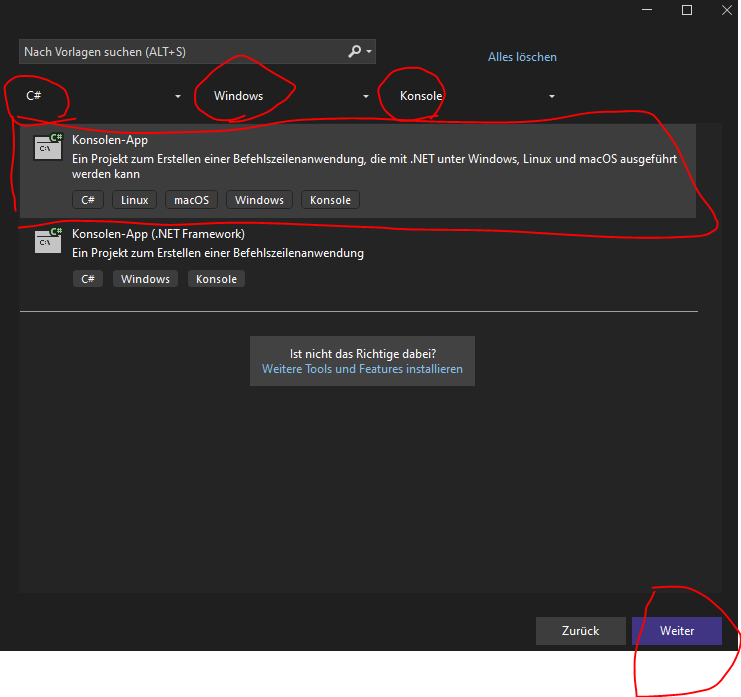 Nach Vorlagen suchen (ALT+S)
Alles löschen
C# Windows Konsole
C#
C:\
Konsolen-App
Ein Projekt zum Erstellen einer Befehlszeilenanwendung, die mit .NET unter Windows, Linux und macOS ausgeführt
werden kann
C# Linux macOS Windows Konsole
C#
C:\
Konsolen-App (.NET Framework)
Ein Projekt zum Erstellen einer Befehlszeilenanwendung
C# Windows Konsole
Ist nicht das Richtige dabei?
Weitere Tools und Features installieren
Zurück Weiter